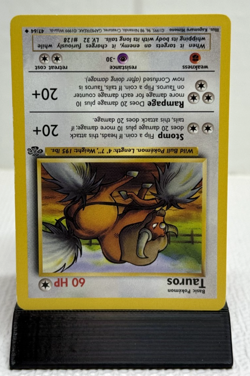 Basic Pokémon
Tauros
60 HP
Wild Bull Pokémon. Length: 4' 7", Weight: 195 lbs.
Stomp Flip a coin. If heads, this attack does 20 damage plus 10 more damage; if tails, this attack does 20 damage.
20+
Rampage Does 20 damage plus 10 more damage for each damage counter on Tauros. Flip a coin. If tails, Tauros is now Confused (after doing damage).
20+
weakness
resistance
-30
retreat cost
When it targets an enemy, it charges furiously while
whipping its body with its long tails. LV. 32 #128
47/64